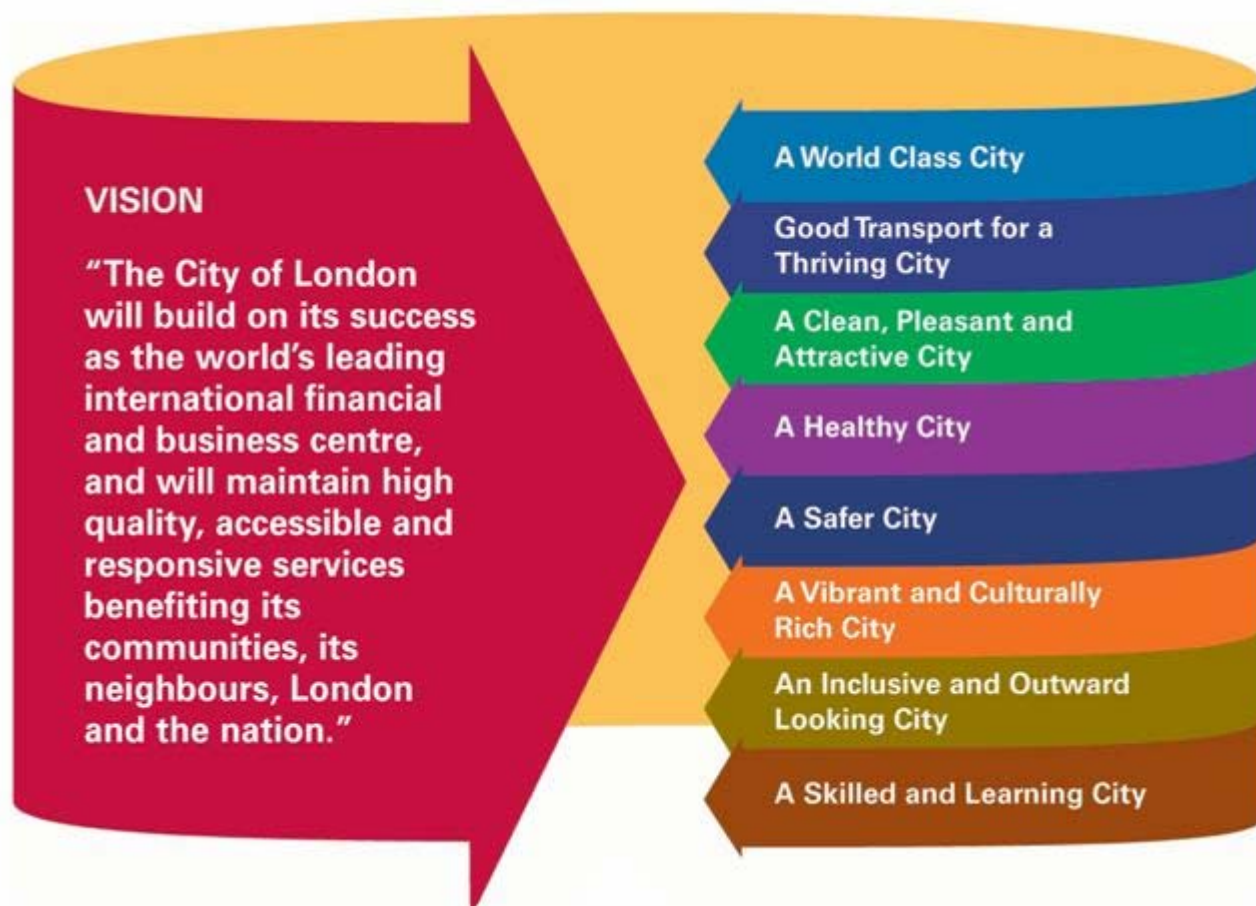 VISION
“The City of London
will build on its success
as the world’s leading
international financial
and business centre,
and will maintain high
quality, accessible and
responsive services
benefiting its
communities, its
neighbours, London
and the nation.”
A World Class City
Good Transport for a
Thriving City
A Clean, Pleasant and
Attractive City
A Healthy City
A Safer City
A Vibrant and Culturally
Rich City
An Inclusive and Outward
Looking City
A Skilled and Learning City